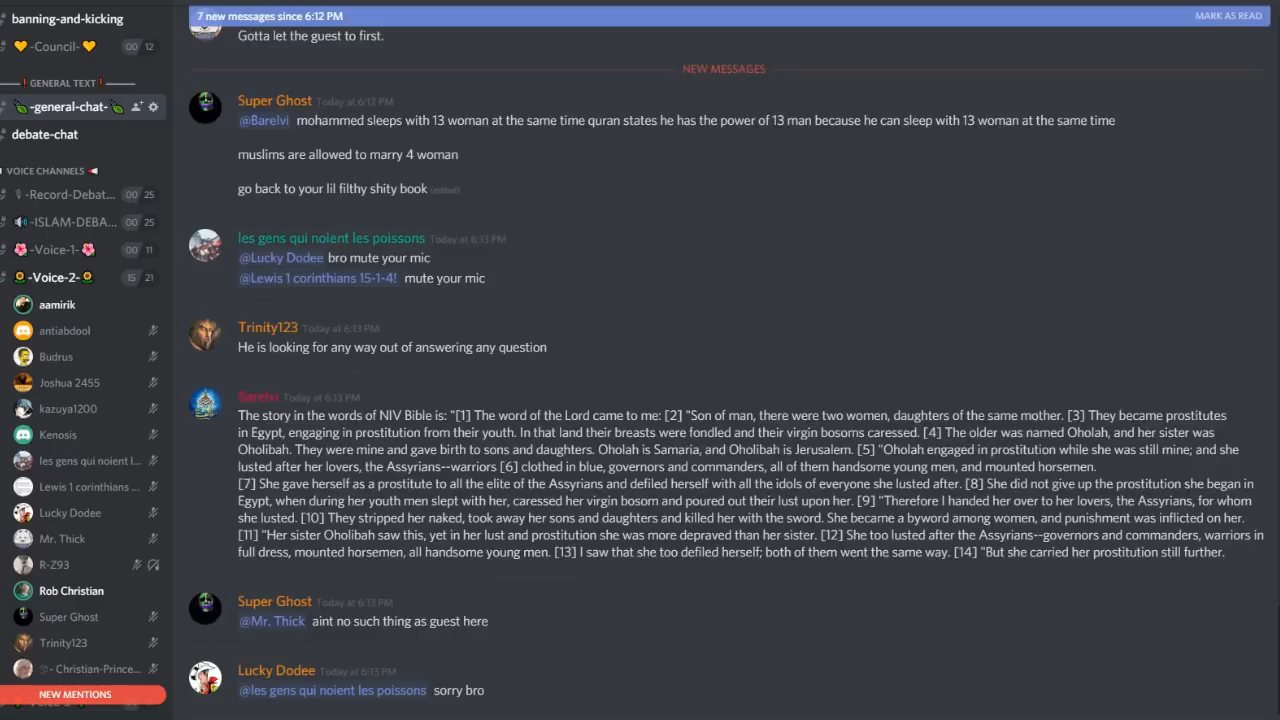 banning-and-kicking
-Council- 00 12
GENERAL TEXT
-general-chat-
debate-chat
VOICE CHANNELS
-Record-Debat... 00 25
-ISLAM-DEBA... 00 25
-Voice-1- 00 11
-Voice-2- 15 21
aamirik
antiabdool
Budrus
Joshua 2455
kazuya1200
Kenosis
les gens qui noient l...
Lewis 1 corinthians ...
Lucky Dodee
Mr. Thick
R-Z93
Rob Christian
Super Ghost
Trinity123
- Christian-Prince...
NEW MENTIONS
7 new messages since 6:12 PM MARK AS READ
Gotta let the guest to first.
NEW MESSAGES
Super Ghost Today at 6:12 PM
@Barelvi mohammed sleeps with 13 woman at the same time quran states he has the power of 13 man because he can sleep with 13 woman at the same time
muslims are allowed to marry 4 woman
go back to your lil filthy shity book (edited)
les gens qui noient les poissons Today at 6:13 PM
@Lucky Dodee bro mute your mic
@Lewis 1 corinthians 15-1-4! mute your mic
Trinity123 Today at 6:13 PM
He is looking for any way out of answering any question
Barelvi Today at 6:13 PM
The story in the words of NIV Bible is: "[1] The word of the Lord came to me: [2] "Son of man, there were two women, daughters of the same mother. [3] They became prostitutes
in Egypt, engaging in prostitution from their youth. In that land their breasts were fondled and their virgin bosoms caressed. [4] The older was named Oholah, and her sister was
Oholibah. They were mine and gave birth to sons and daughters. Oholah is Samaria, and Oholibah is Jerusalem. [5] "Oholah engaged in prostitution while she was still mine; and she
lusted after her lovers, the Assyrians--warriors [6] clothed in blue, governors and commanders, all of them handsome young men, and mounted horsemen.
[7] She gave herself as a prostitute to all the elite of the Assyrians and defiled herself with all the idols of everyone she lusted after. [8] She did not give up the prostitution she began in
Egypt, when during her youth men slept with her, caressed her virgin bosom and poured out their lust upon her. [9] "Therefore I handed her over to her lovers, the Assyrians, for whom
she lusted. [10] They stripped her naked, took away her sons and daughters and killed her with the sword. She became a byword among women, and punishment was inflicted on her.
[11] "Her sister Oholibah saw this, yet in her lust and prostitution she was more depraved than her sister. [12] She too lusted after the Assyrians--governors and commanders, warriors in
full dress, mounted horsemen, all handsome young men. [13] I saw that she too defiled herself; both of them went the same way. [14] "But she carried her prostitution still further.
Super Ghost Today at 6:13 PM
@Mr. Thick aint no such thing as guest here
Lucky Dodee Today at 6:13 PM
@les gens qui noient les poissons sorry bro